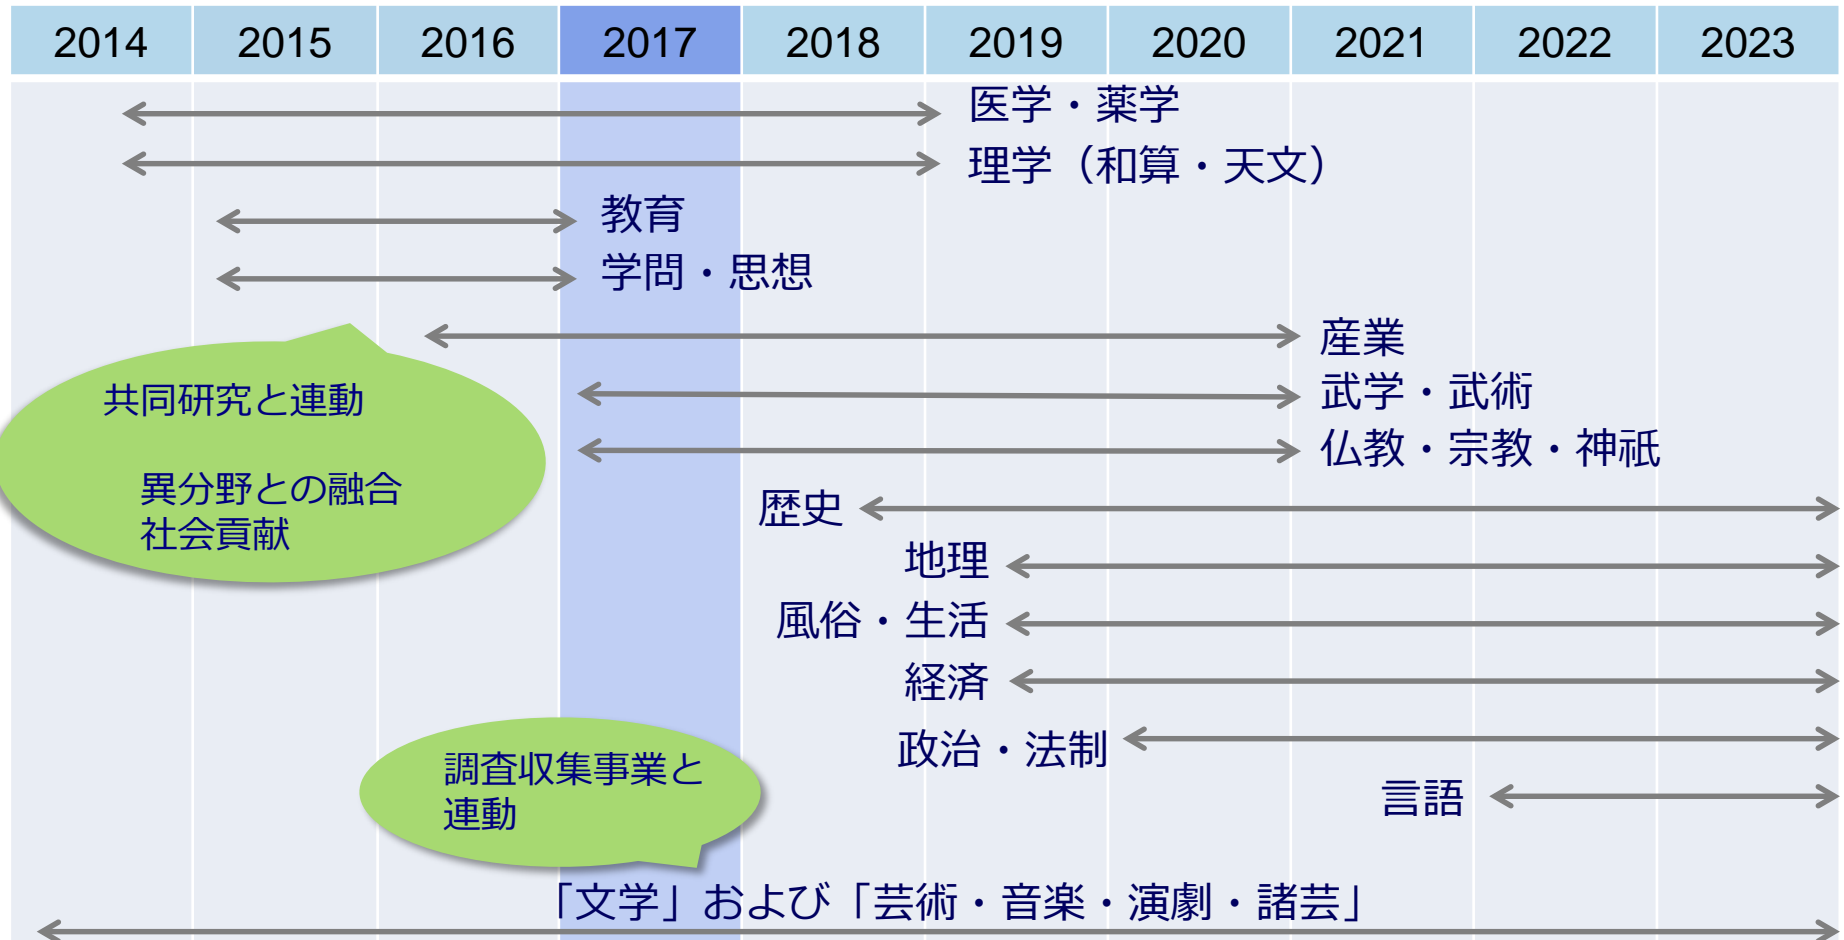 2014 2015 2016 2017 2018 2019 2020 2021 2022 2023
医学・薬学
理学（和算・天文）
教育
学問・思想
産業
共同研究と連動
武学・武術
仏教・宗教・神祇
異分野との融合
社会貢献
歴史
地理
風俗・生活
経済
政治・法制
調査収集事業と
連動
言語
「文学」および「芸術・音楽・演劇・諸芸」